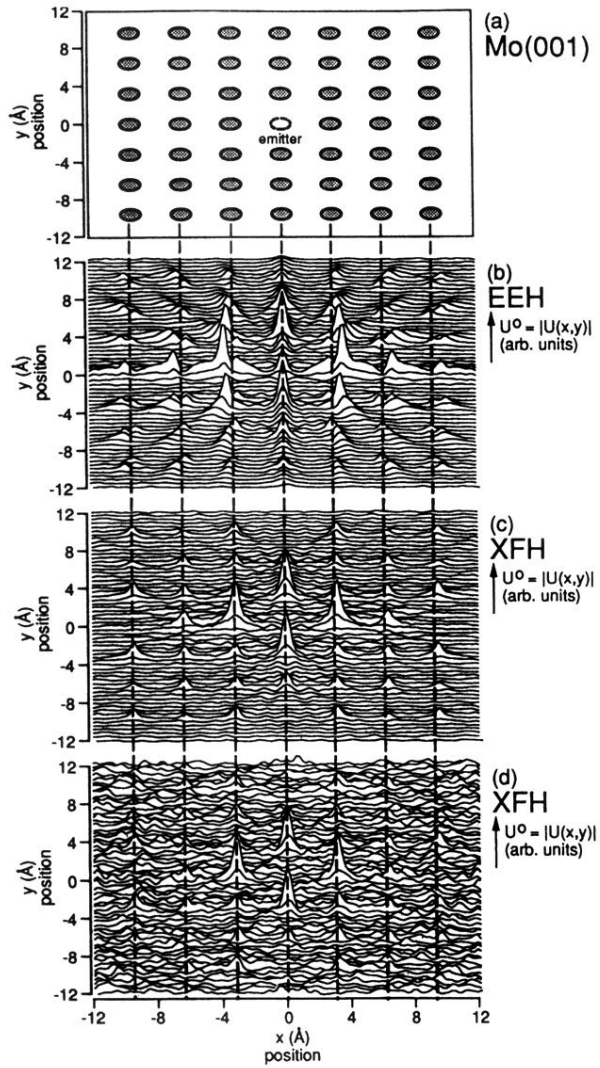 (a)
Mo(001)
12
8
4
0
-4
-8
-12
y (Å)
position
emitter
(b)
EEH
U° = |U(x,y)|
(arb. units)
12
8
4
0
-4
-8
-12
y (Å)
position
(c)
XFH
U° = |U(x,y)|
(arb. units)
12
8
4
0
-4
-8
-12
y (Å)
position
(d)
XFH
U° = |U(x,y)|
(arb. units)
12
8
4
0
-4
-8
-12
y (Å)
position
-12 -8 -4 0 4 8 12
x (Å)
position